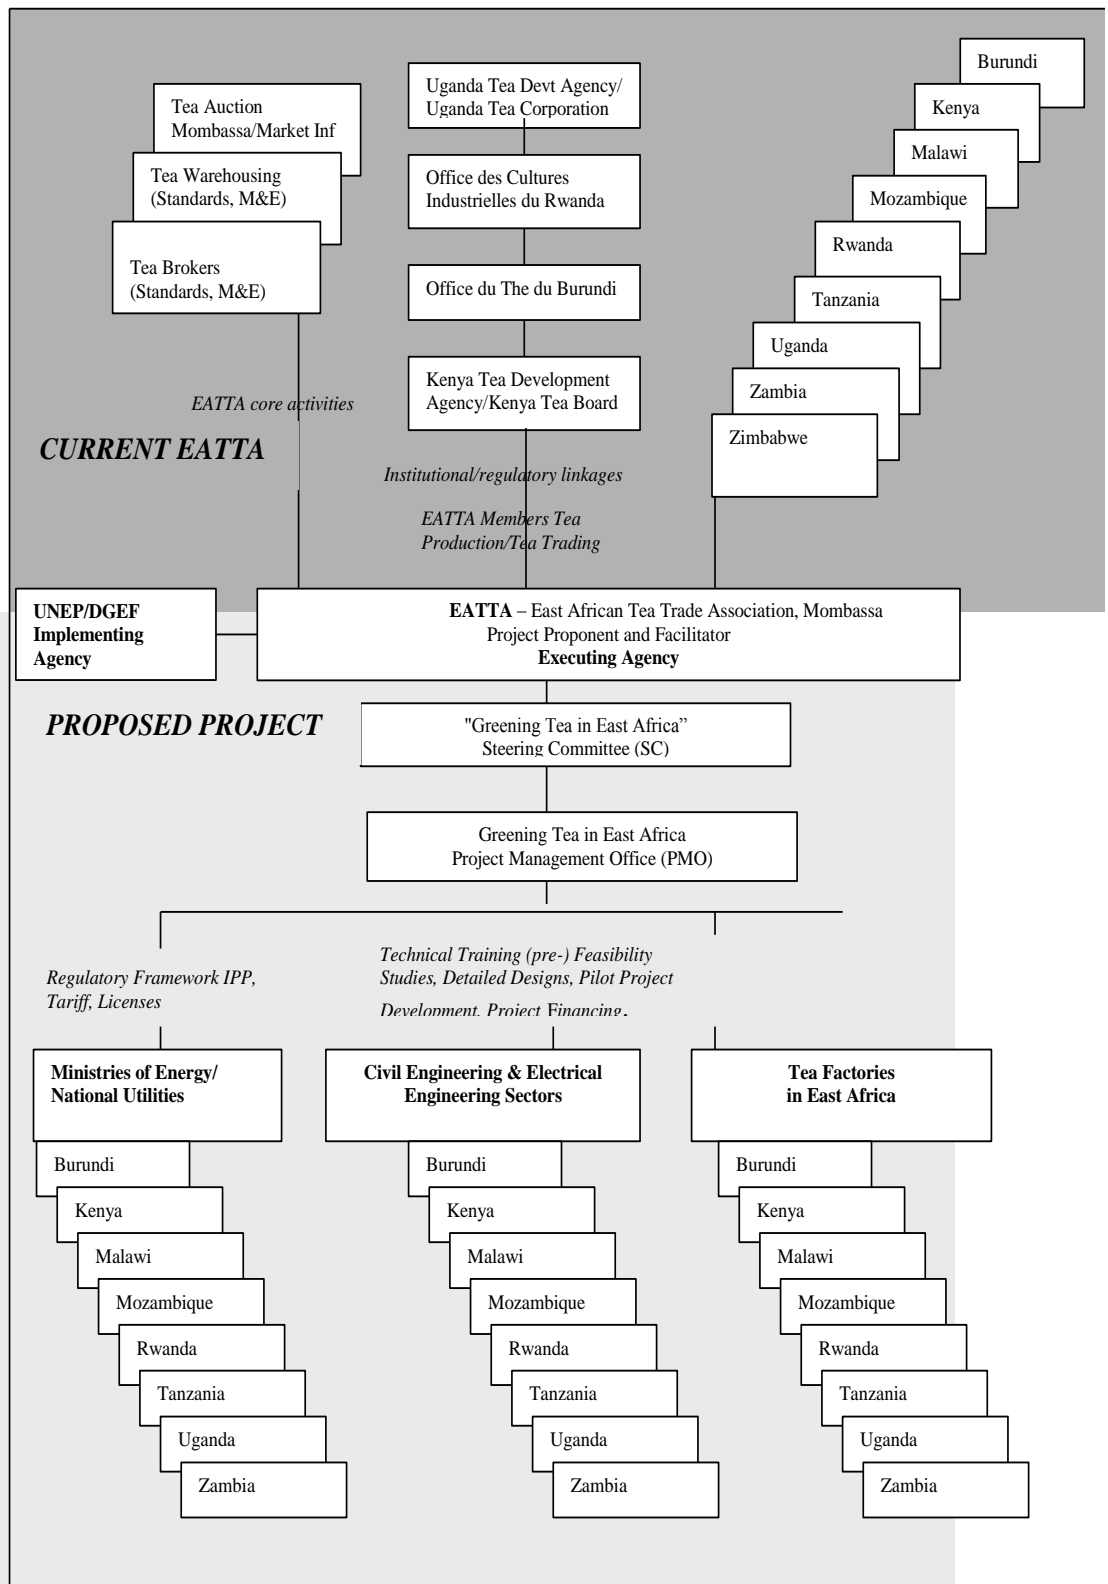 Tea Auction
Mombassa/Market Inf
Tea Warehousing
(Standards, M&E)
Tea Brokers
(Standards, M&E)
EATTA core activities
CURRENT EATTA
Uganda Tea Devt Agency/
Uganda Tea Corporation
Office des Cultures
Industrielles du Rwanda
Office du The du Burundi
Kenya Tea Development
Agency/Kenya Tea Board
Institutional/regulatory linkages
EATTA Members Tea
Production/Tea Trading
Burundi
Kenya
Malawi
Mozambique
Rwanda
Tanzania
Uganda
Zambia
Zimbabwe
UNEP/DGEF
Implementing
Agency
EATTA – East African Tea Trade Association, Mombassa
Project Proponent and Facilitator
Executing Agency
PROPOSED PROJECT
"Greening Tea in East Africa”
Steering Committee (SC)
Greening Tea in East Africa
Project Management Office (PMO)
Regulatory Framework IPP,
Tariff, Licenses
Technical Training (pre-) Feasibility
Studies, Detailed Designs, Pilot Project
Development, Project Financing.
Ministries of Energy/
National Utilities
Burundi
Kenya
Malawi
Mozambique
Rwanda
Tanzania
Uganda
Zambia
Civil Engineering & Electrical
Engineering Sectors
Burundi
Kenya
Malawi
Mozambique
Rwanda
Tanzania
Uganda
Zambia
Tea Factories
in East Africa
Burundi
Kenya
Malawi
Mozambique
Rwanda
Tanzania
Uganda
Zambia